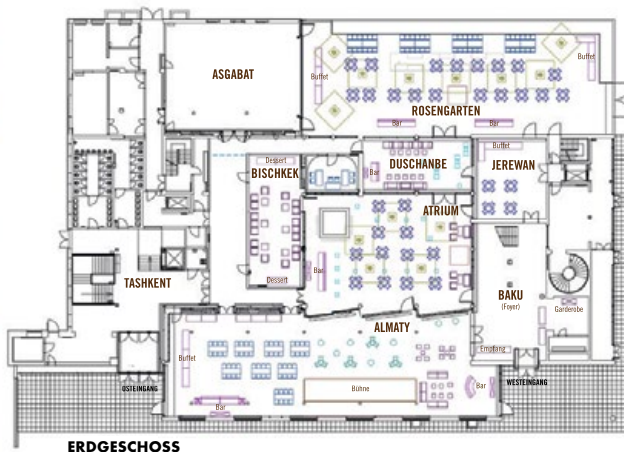 ASGABAT
Buffet
Buffet
ROSENGARTEN
Bar
Bar
Dessert
BISCHKEK
Bar
DUSCHANBE
Buffet
JEREWAN
ATRIUM
Bar
Dessert
TASHKENT
BAKU
(Foyer)
Garderobe
ALMATY
Empfang
Buffet
OSTEINGANG
Bühne
Bar
WESTEINGANG
Bar
ERDGESCHOSS